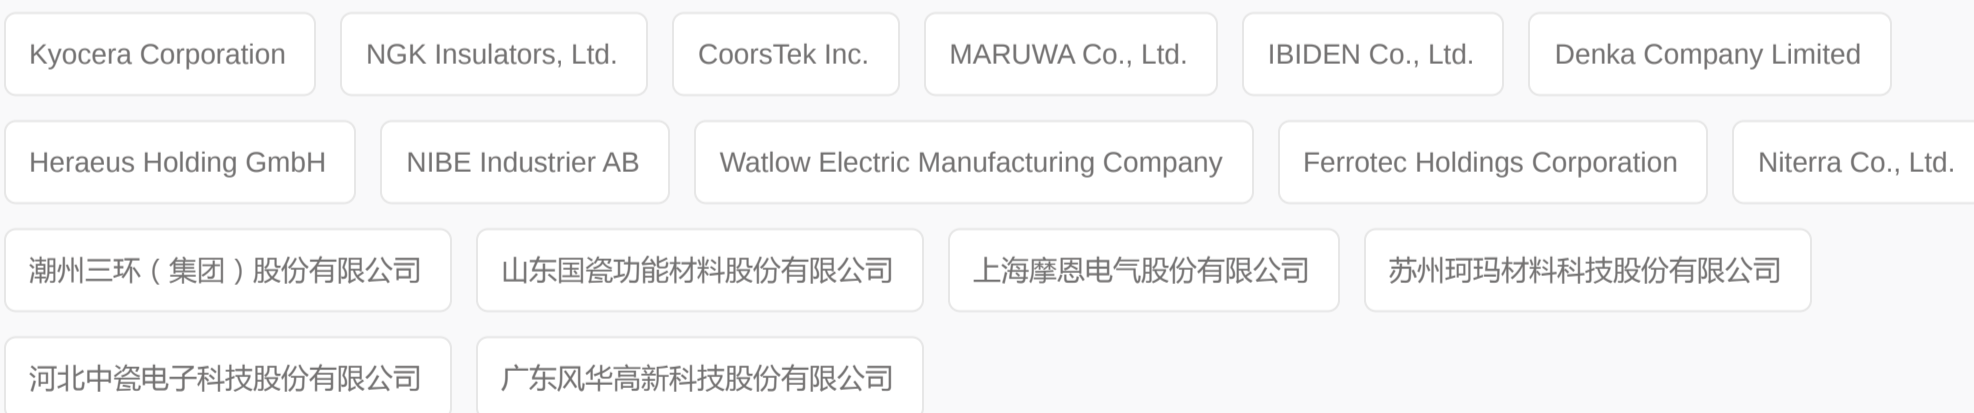 Kyocera Corporation NGK Insulators, Ltd. CoorsTek Inc. MARUWA Co., Ltd. IBIDEN Co., Ltd. Denka Company Limited
Heraeus Holding GmbH NIBE Industrier AB Watlow Electric Manufacturing Company Ferrotec Holdings Corporation Niterra Co., Ltd.
潮州三环（集团）股份有限公司 山东国瓷功能材料股份有限公司 上海摩恩电气股份有限公司 苏州珂玛材料科技股份有限公司
河北中瓷电子科技股份有限公司 广东风华高新科技股份有限公司